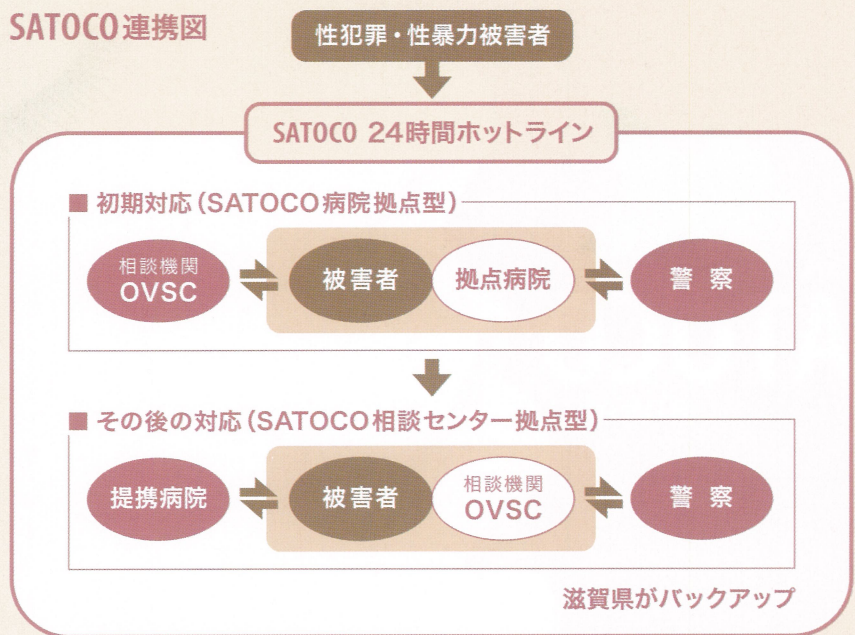 SATOCO連携図
性犯罪・性暴力被害者
SATOCO 24時間ホットライン
■ 初期対応(SATOCO病院拠点型)
相談機関
OVSC
被害者
拠点病院
警察
■ その後の対応(SATOCO相談センター拠点型)
提携病院
被害者
相談機関
OVSC
警察
滋賀県がバックアップ